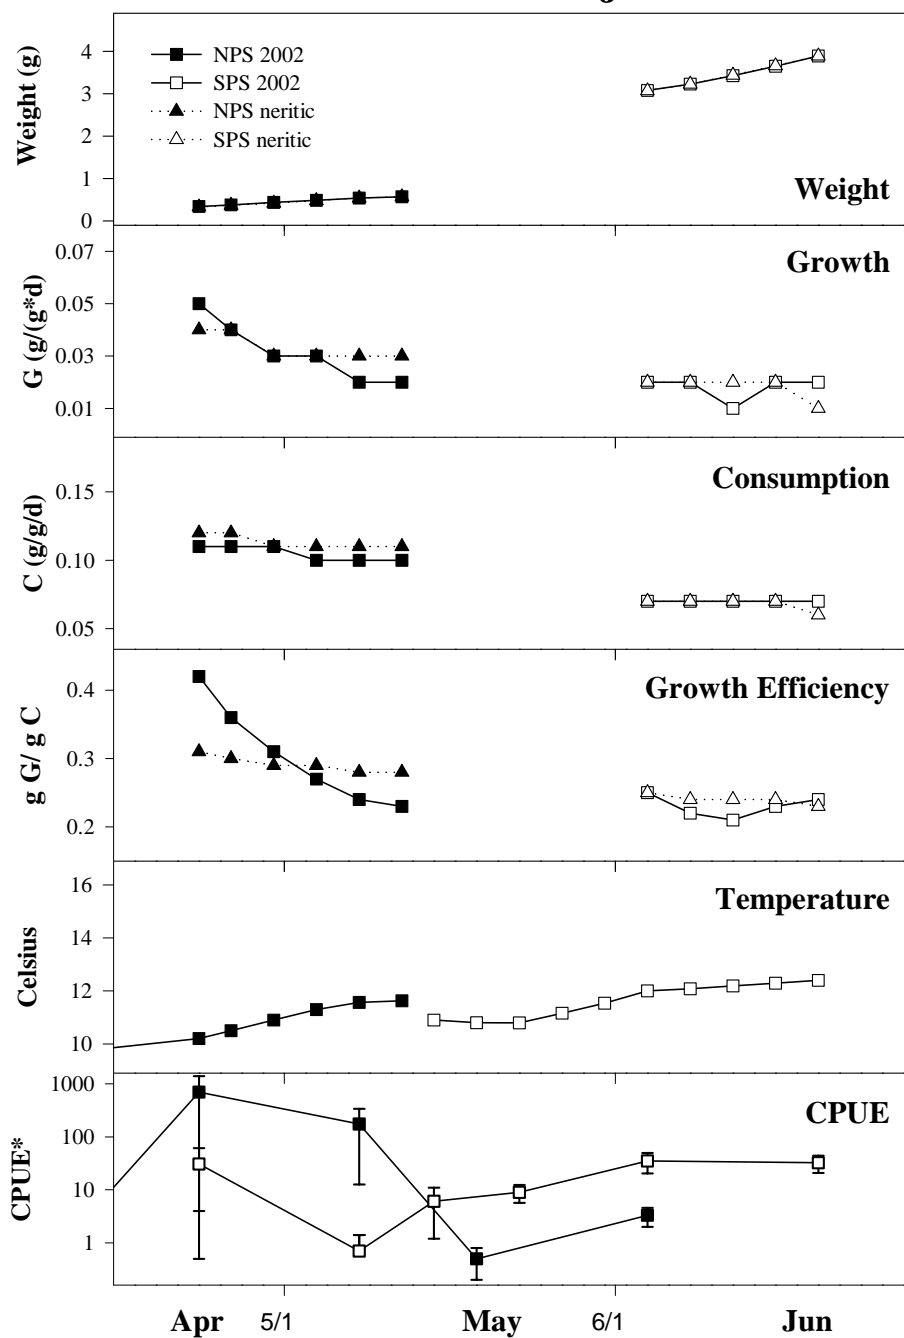 g
Weight (g)
4
3
2
1
0
NPS 2002
SPS 2002
NPS neritic
SPS neritic
Weight
G (g/(g*d)
0.07
0.05
0.03
0.01
Growth
C (g/g/d)
0.15
0.10
0.05
Consumption
g G/ g C
0.4
0.3
0.2
Growth Efficiency
Celsius
16
14
12
10
Temperature
CPUE*
1000
100
10
1
CPUE
Apr 5/1 May 6/1 Jun